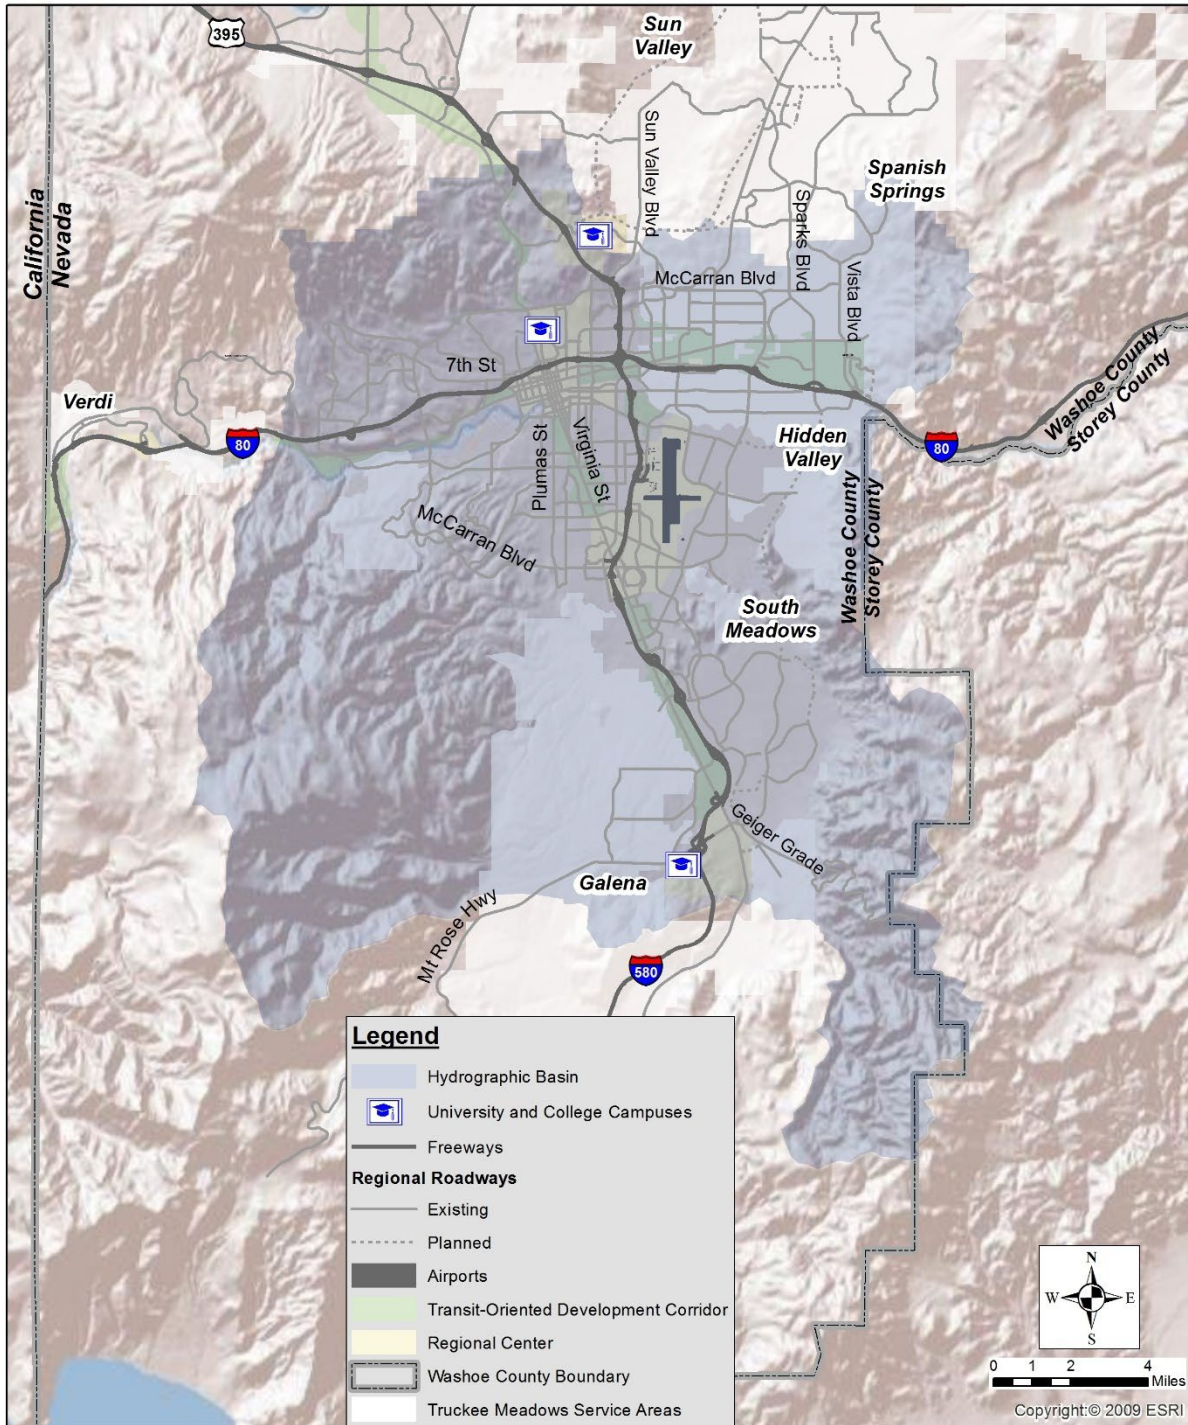 395
Sun
Valley
Sun Valley Blvd
Spanish
Springs
Sparks Blvd
California
Nevada
McCarran Blvd
Vista Blvd
7th St
Washoe County
Storey County
Verdi
80
Plumas St
Virginia St
Hidden
Valley
80
McCarran Blvd
Washoe County
Storey County
South
Meadows
Geiger Grade
Galena
Mt Rose Hwy
580
Legend
Hydrographic Basin
University and College Campuses
Freeways
Regional Roadways
Existing
Planned
Airports
Transit-Oriented Development Corridor
Regional Center
Washoe County Boundary
Truckee Meadows Service Areas
N
W E
S
0 1 2 4
Miles
Copyright:© 2009 ESRI